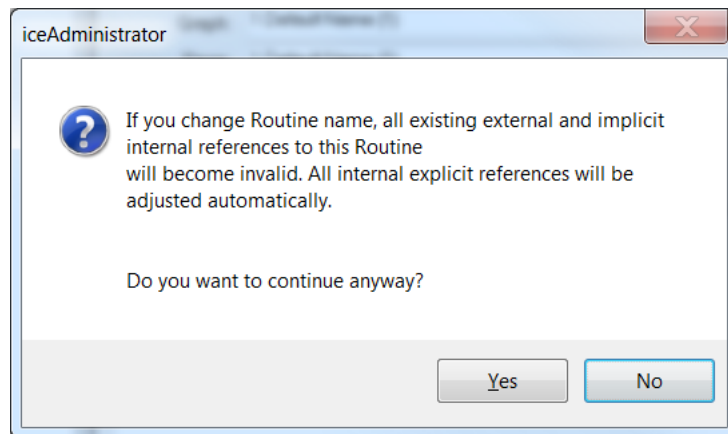 iceAdministrator
If you change Routine name, all existing external and implicit
internal references to this Routine
will become invalid. All internal explicit references will be
adjusted automatically.
Do you want to continue anyway?
Yes
No